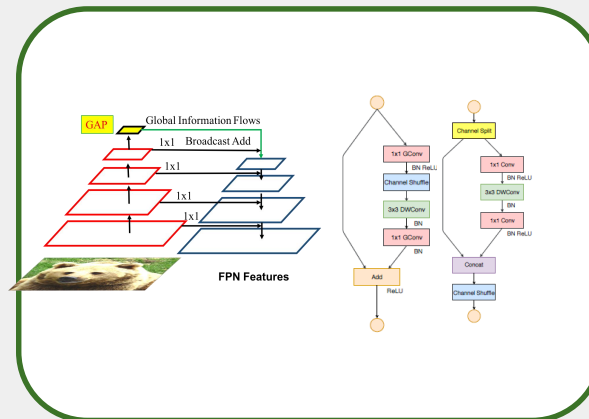 GAP
Global Information Flows
1x1
Broadcast Add
1x1
1x1
1x1
FPN Features
1x1 GConv
BN ReLU
Channel Shuffle
3x3 DWConv
BN
1x1 GConv
BN
Add
ReLU
Channel Split
1x1 Conv
BN ReLU
3x3 DWConv
BN
1x1 Conv
BN ReLU
Concat
Channel Shuffle